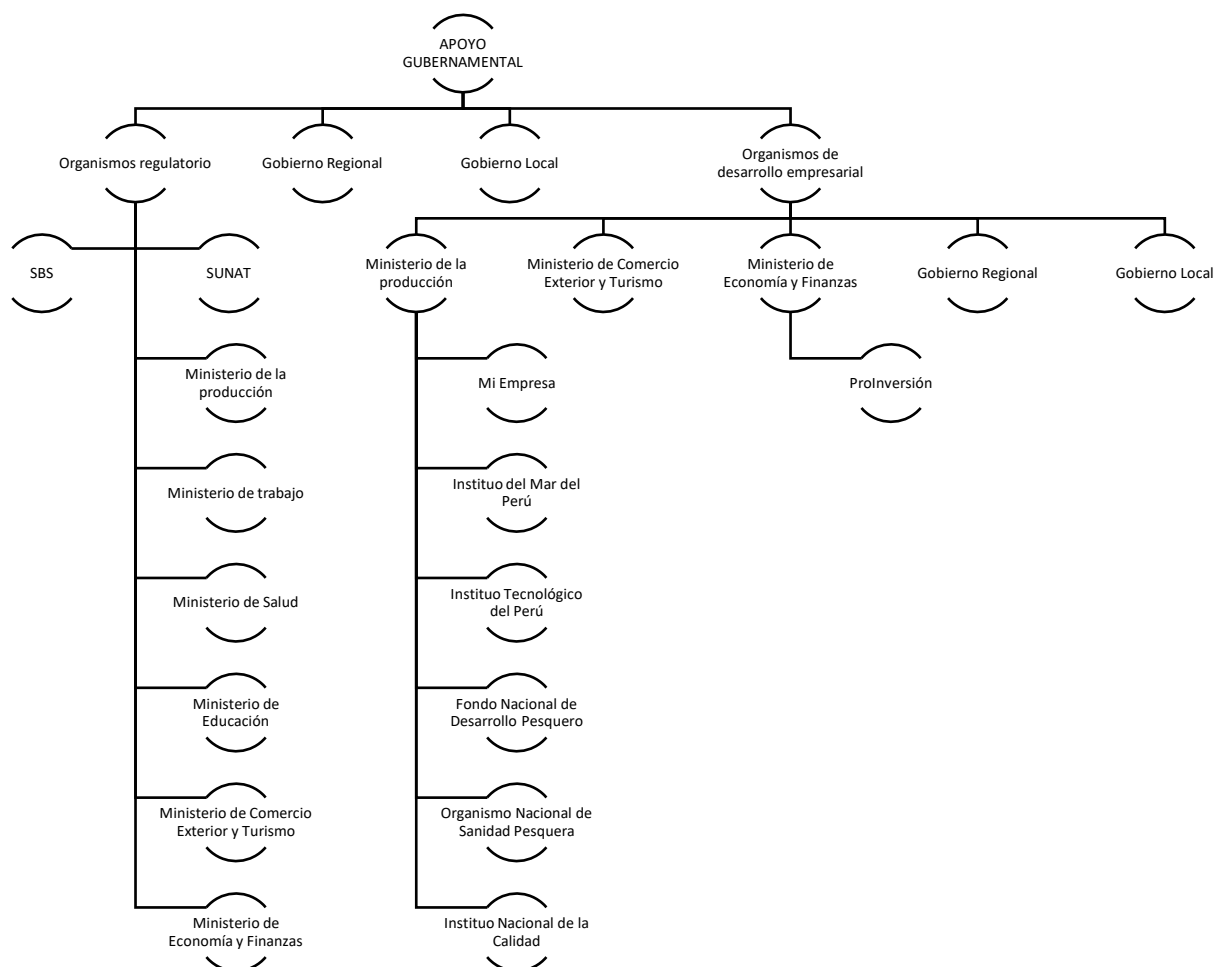 APOYO
GUBERNAMENTAL
Organismos regulatorio
Gobierno Regional
Gobierno Local
Organismos de
desarrollo empresarial
SBS
SUNAT
Ministerio de la
producción
Ministerio de Comercio
Exterior y Turismo
Ministerio de
Economía y Finanzas
Gobierno Regional
Gobierno Local
Ministerio de la
producción
Ministerio de trabajo
Ministerio de Salud
Ministerio de
Educación
Ministerio de Comercio
Exterior y Turismo
Ministerio de
Economía y Finanzas
Mi Empresa
Instituo del Mar del
Perú
Instituo Tecnológico
del Perú
Fondo Nacional de
Desarrollo Pesquero
Organismo Nacional de
Sanidad Pesquera
Instituo Nacional de la
Calidad
ProInversión